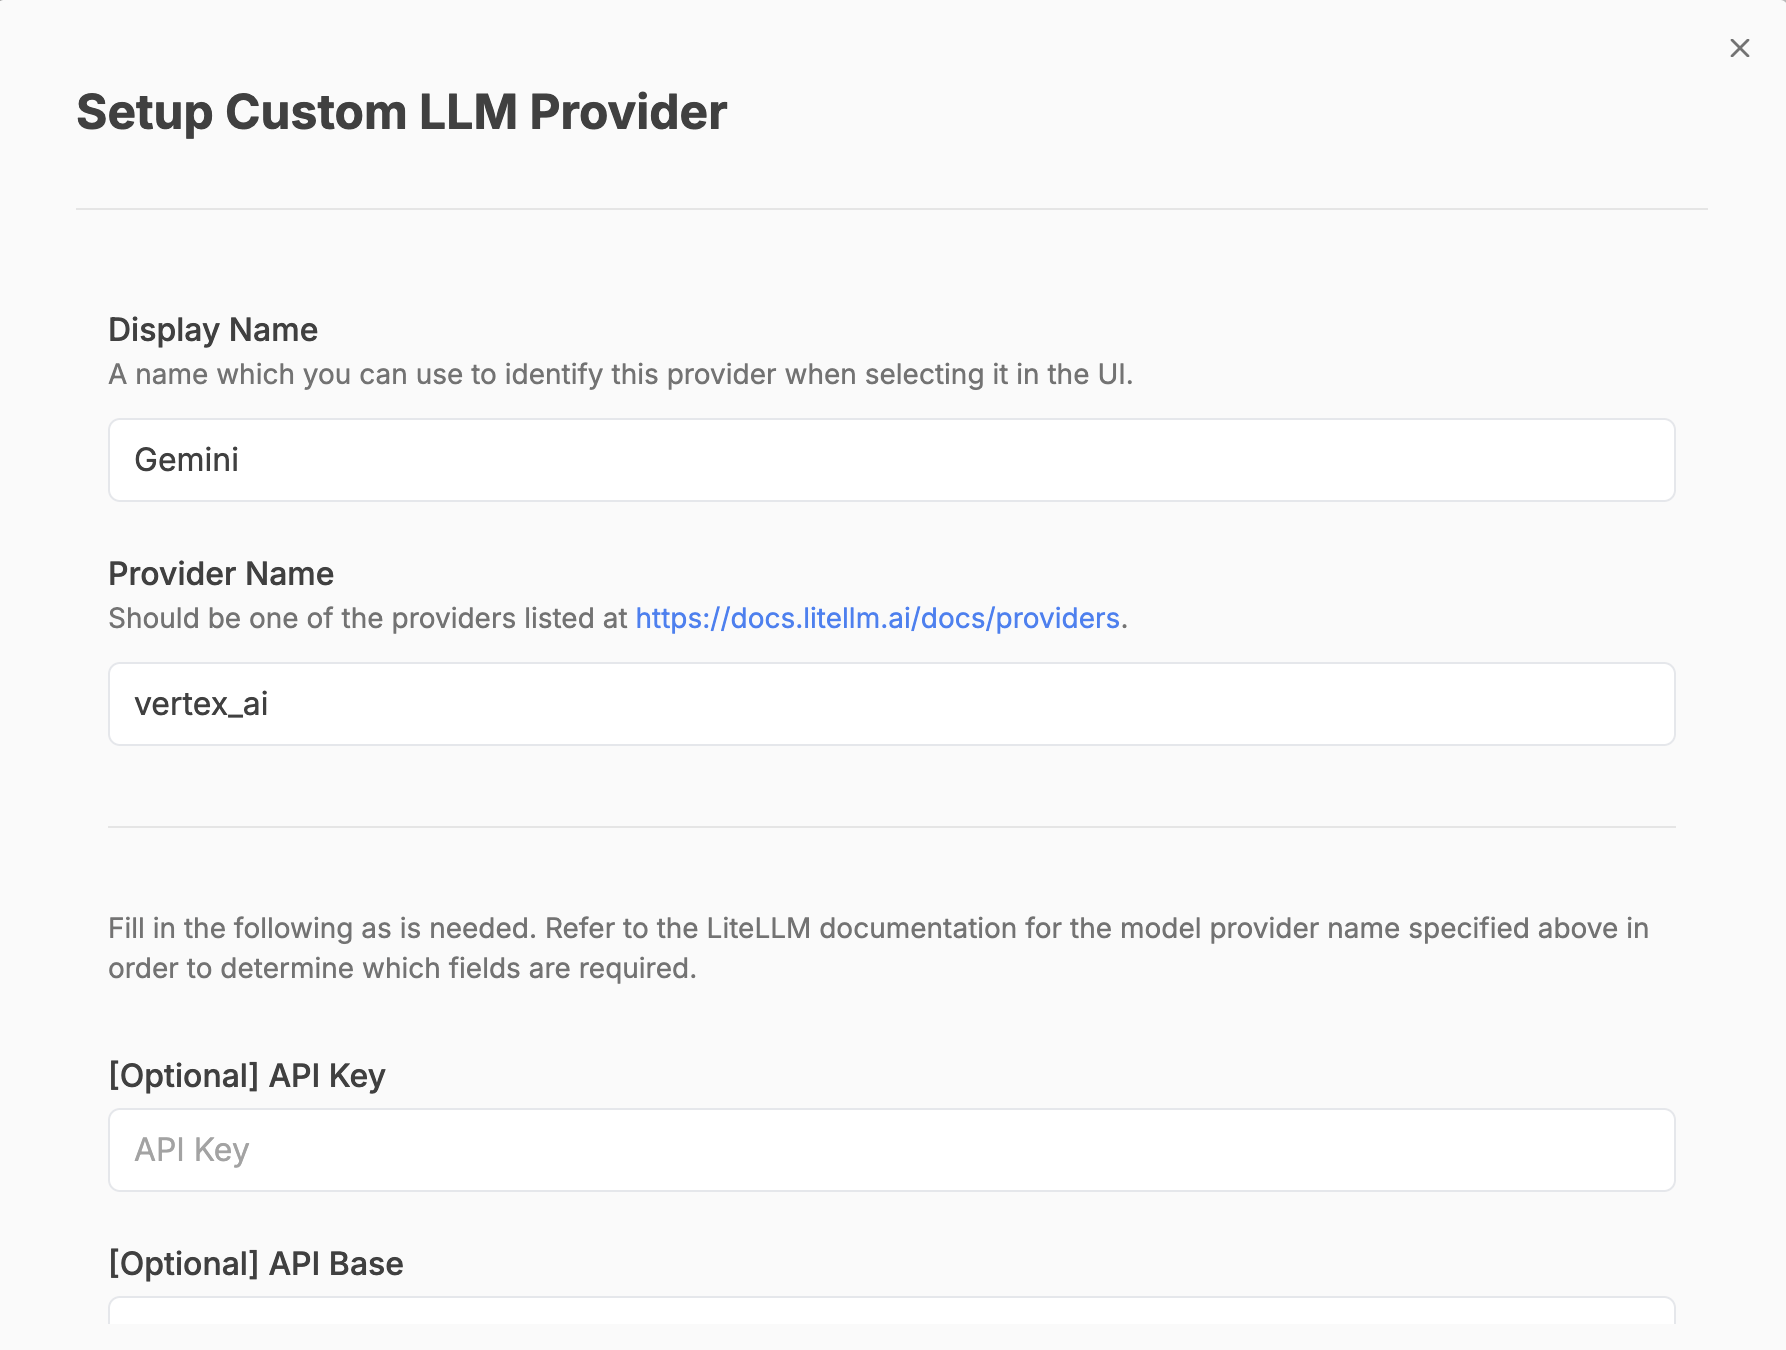 Setup Custom LLM Provider
Display Name
A name which you can use to identify this provider when selecting it in the UI.
Gemini
Provider Name
Should be one of the providers listed at https://docs.litellm.ai/docs/providers.
vertex_ai
Fill in the following as is needed. Refer to the LiteLLM documentation for the model provider name specified above in
order to determine which fields are required.
[Optional] API Key
API Key
[Optional] API Base